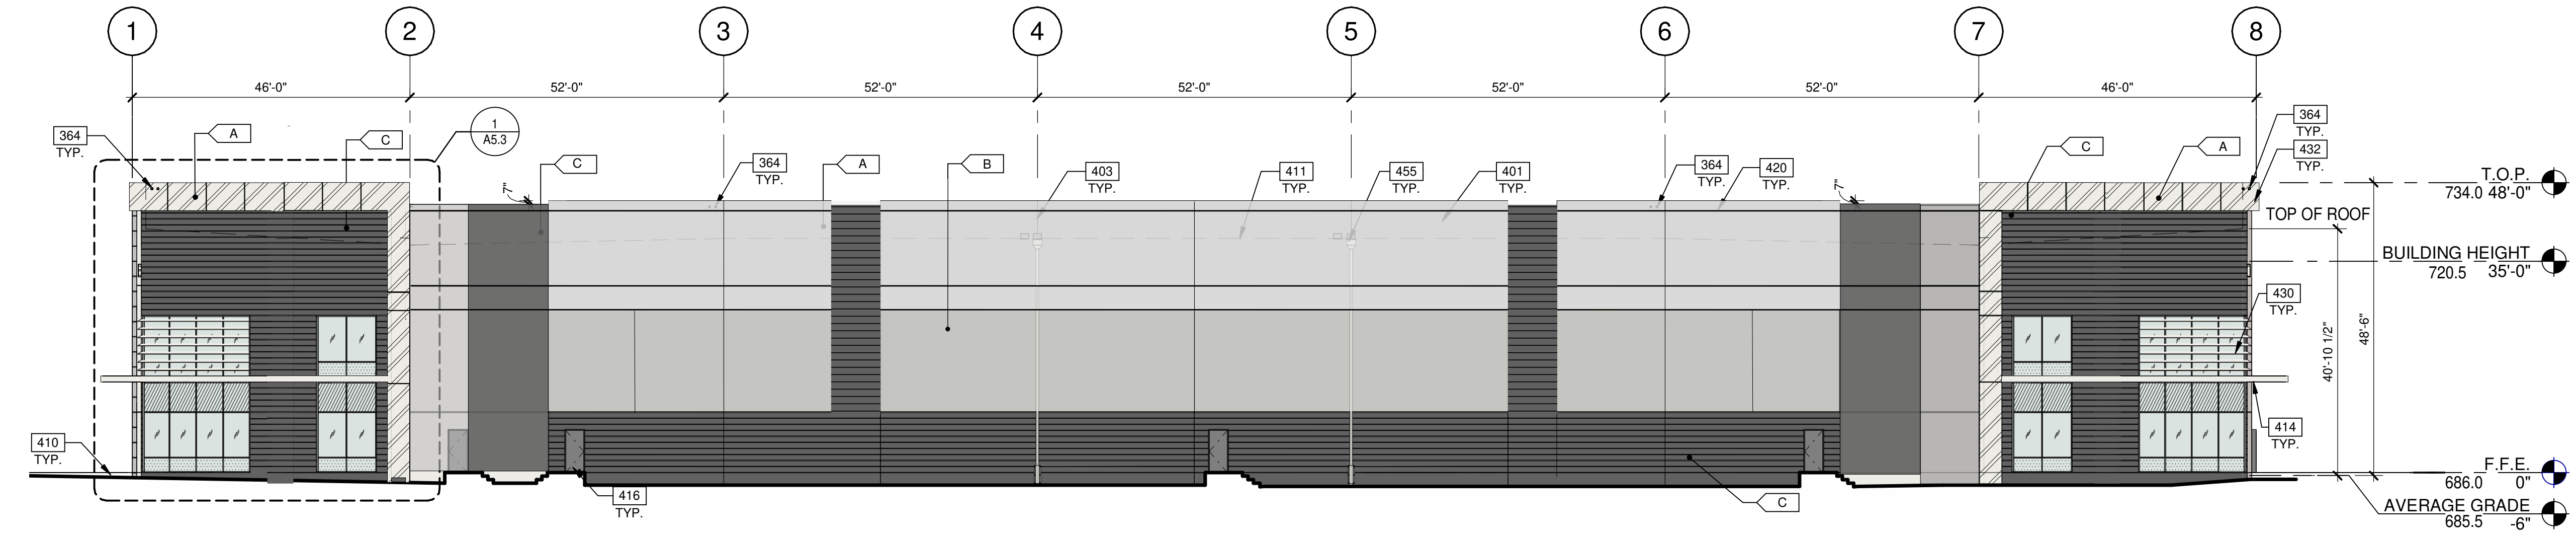 1 2 3 4 5 6 7 8
46'-0" 52'-0" 52'-0" 52'-0" 52'-0" 52'-0" 46'-0"
1
A5.3
364
TYP.
A
C
C
364
TYP.
A
B
403
TYP.
411
TYP.
455
TYP.
401
TYP.
364
TYP.
420
TYP.
C
A
364
TYP.
432
TYP.
7"
7"
T.O.P.
734.0 48'-0"
TOP OF ROOF
BUILDING HEIGHT
720.5 35'-0"
430
TYP.
40'-10 1/2"
48'-6"
410
TYP.
414
TYP.
416
TYP.
C
F.F.E.
686.0 0"
AVERAGE GRADE
685.5 -6"